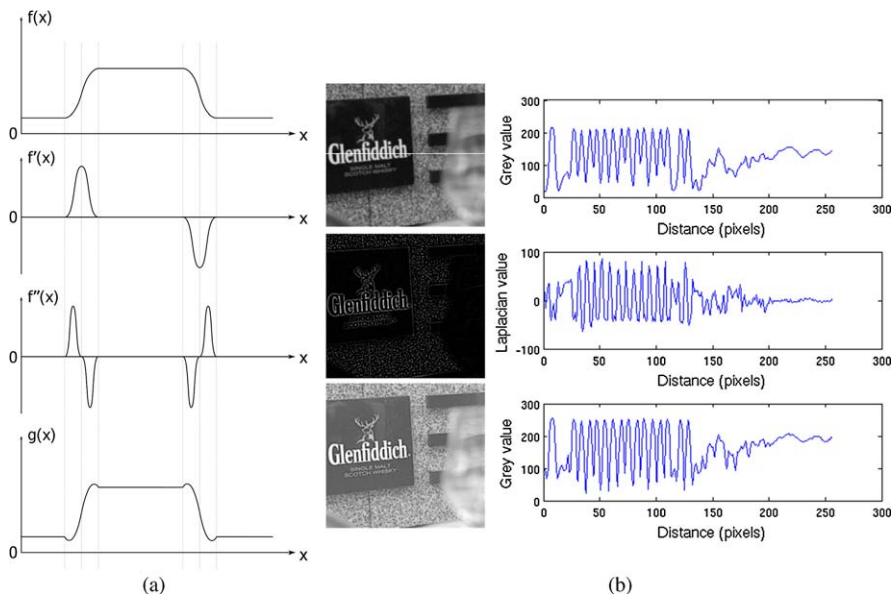 f(x)
0
x
f'(x)
0
x
f''(x)
0
x
g(x)
0
x
(a)
Glenfiddich
SINGLE MALT
SCOTCH WHISKY
Glenfiddich
Glenfiddich
SINGLE MALT
SCOTCH WHISKY
300
200
100
0
Grey value
0 50 100 150 200 250 300
Distance (pixels)
100
0
-100
Laplacian value
0 50 100 150 200 250 300
Distance (pixels)
300
200
100
0
Grey value
0 50 100 150 200 250 300
Distance (pixels)
(b)